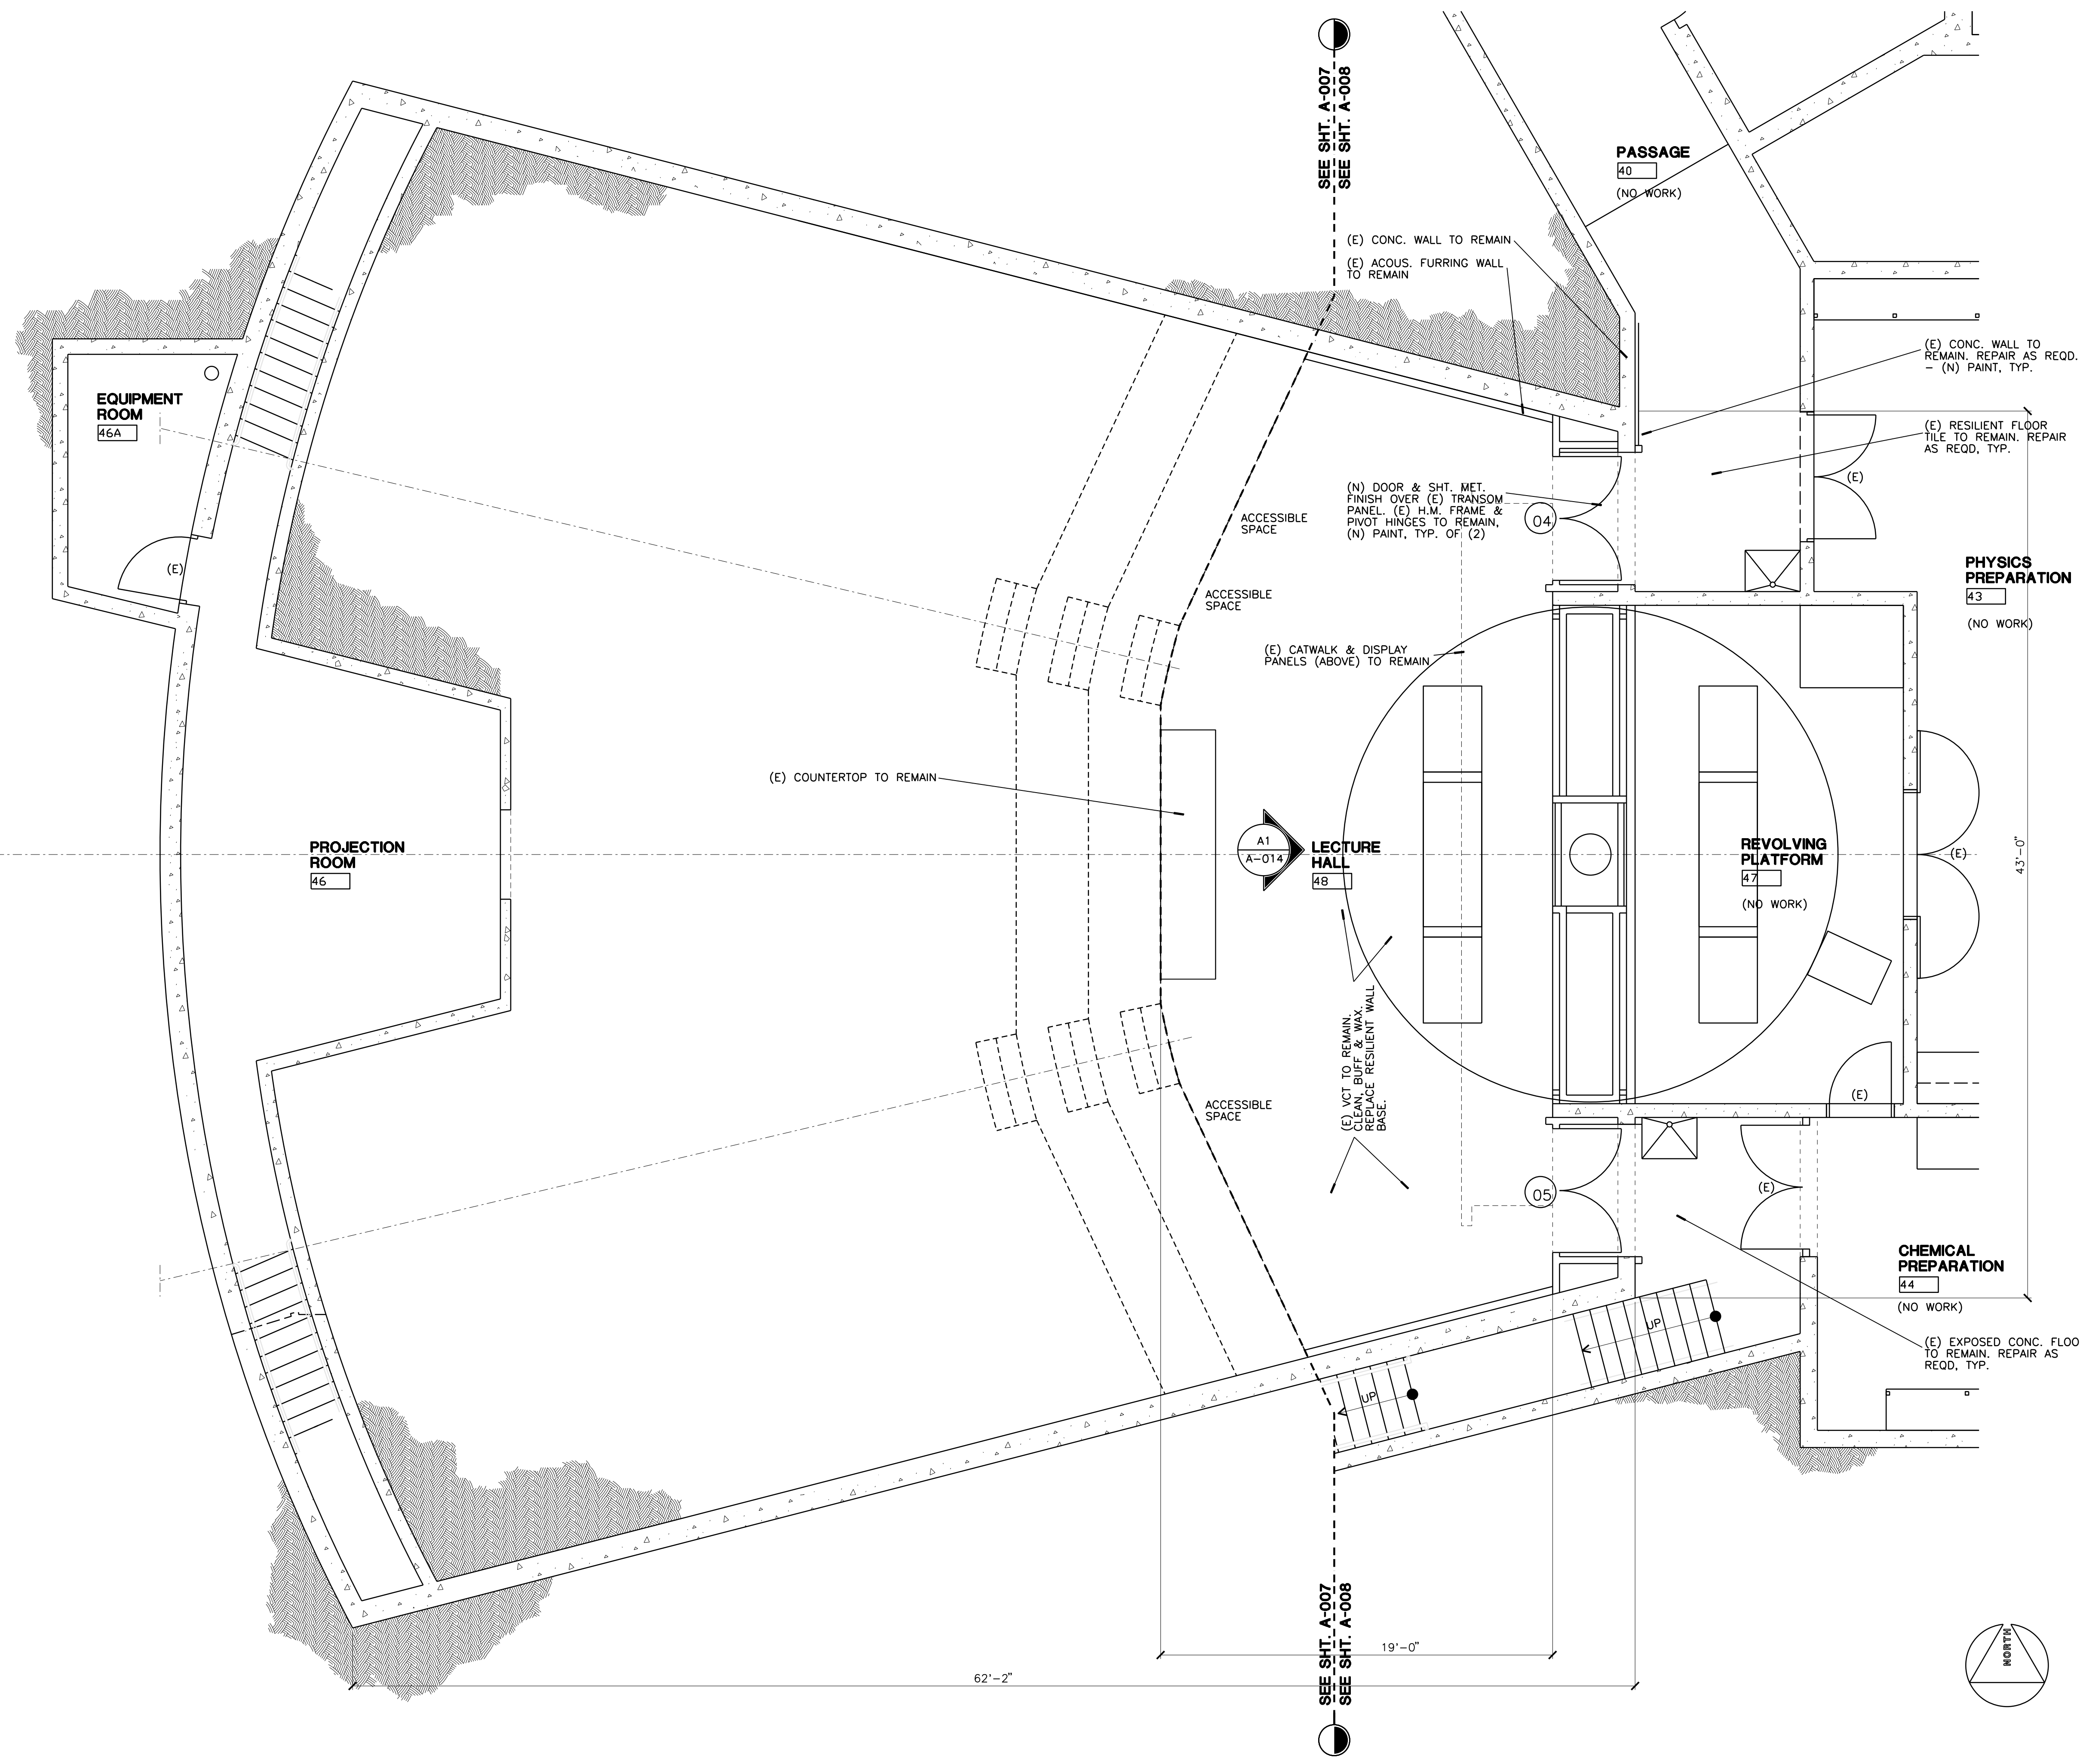 SEE SHT. A-007
SEE SHT. A-008
PASSAGE
40
(NO WORK)
(E) CONC. WALL TO REMAIN
(E) ACOUS. FURRING WALL
TO REMAIN
(E) CONC. WALL TO
REMAIN. REPAIR AS REQD.
– (N) PAINT, TYP.
EQUIPMENT
ROOM
46A
(E)
(E) RESILIENT FLOOR
TILE TO REMAIN. REPAIR
AS REQD, TYP.
(E)
(N) DOOR & SHT. MET.
FINISH OVER (E) TRANSOM
PANEL. (E) H.M. FRAME &
PIVOT HINGES TO REMAIN,
(N) PAINT, TYP. OF (2)
04
ACCESSIBLE
SPACE
ACCESSIBLE
SPACE
PHYSICS
PREPARATION
43
(NO WORK)
(E) CATWALK & DISPLAY
PANELS (ABOVE) TO REMAIN
(E) COUNTERTOP TO REMAIN
PROJECTION
ROOM
46
A1
A-014
LECTURE
HALL
48
REVOLVING
PLATFORM
47
(NO WORK)
(E)
43'-0"
(E) VCT TO REMAIN.
CLEAN, BUFF & WAX.
REPLACE RESILIENT WALL
BASE.
(E)
ACCESSIBLE
SPACE
05
(E)
CHEMICAL
PREPARATION
44
(NO WORK)
UP
UP
(E) EXPOSED CONC. FLOO
TO REMAIN. REPAIR AS
REQD, TYP.
SEE SHT. A-007
SEE SHT. A-008
19'-0"
62'-2"
NORTH